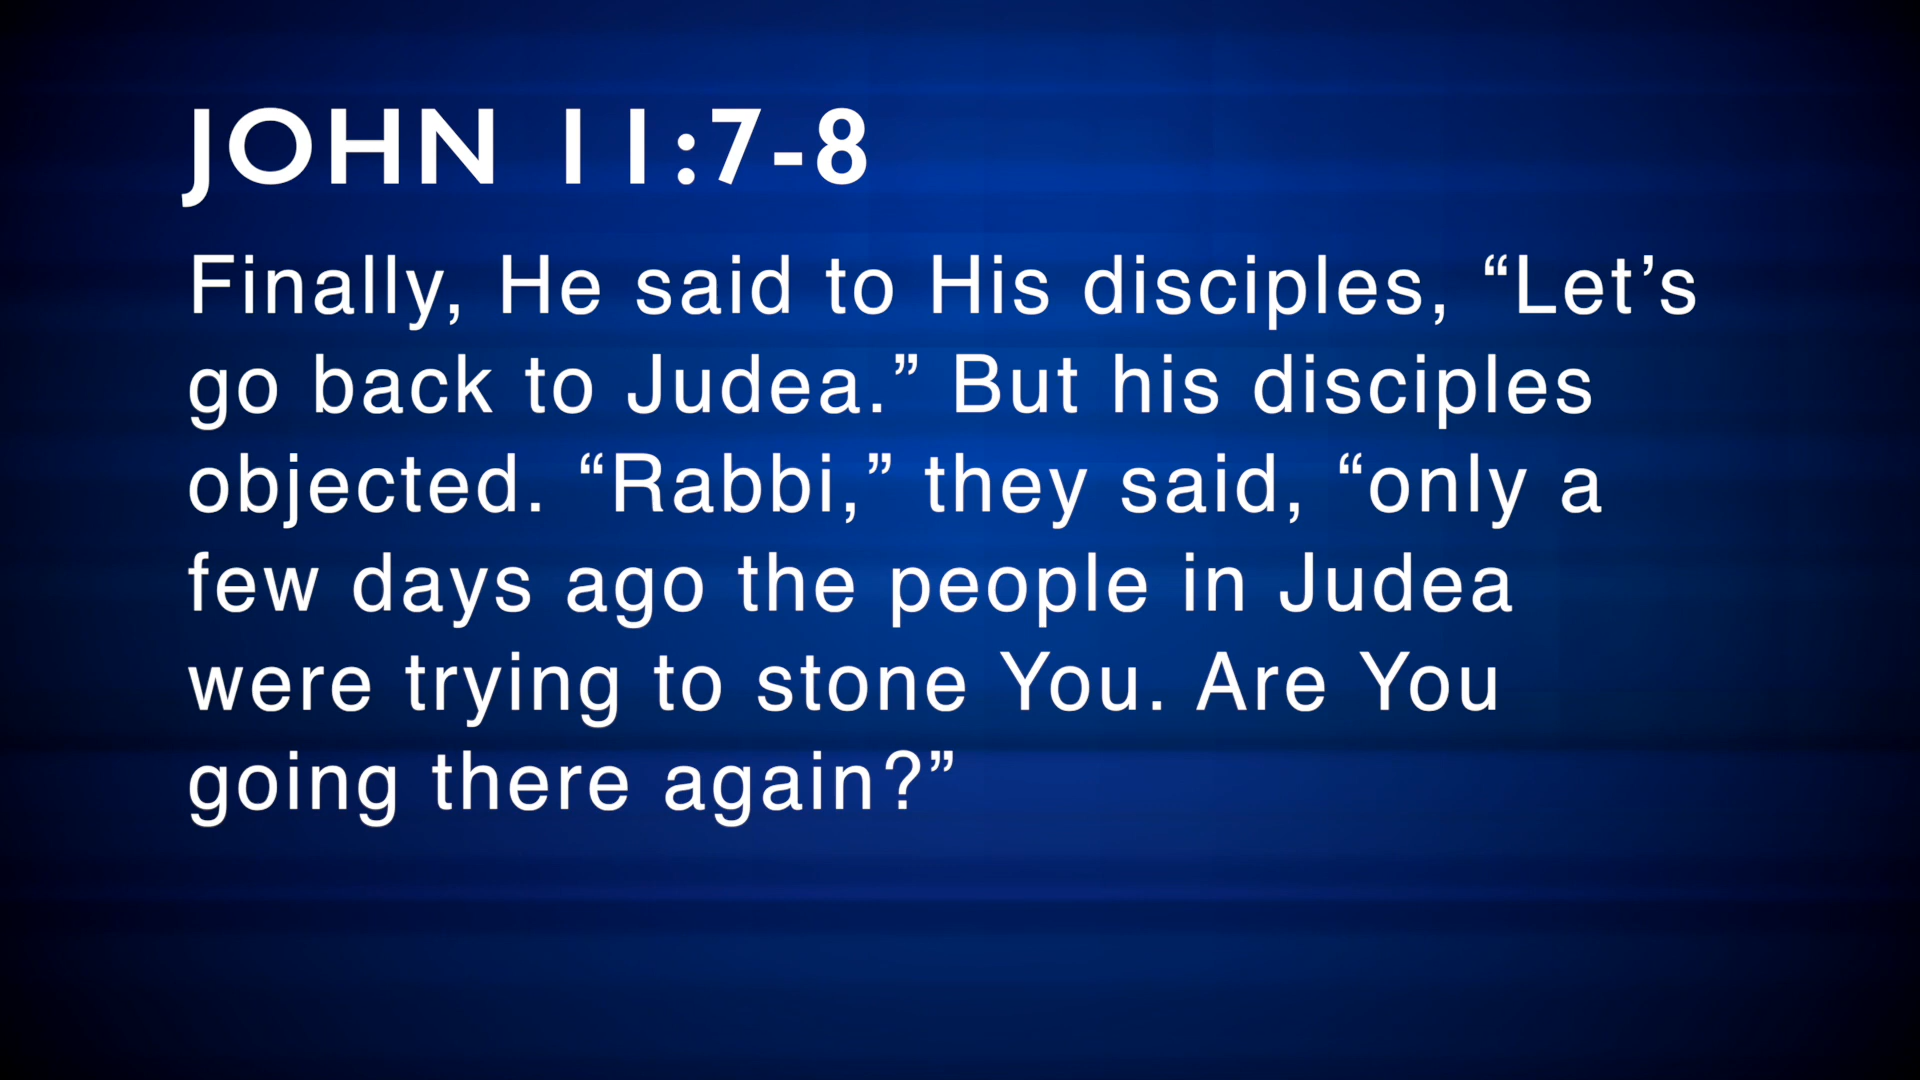 JOHN 11:7-8
Finally, He said to His disciples, “Let’s
go back to Judea.” But his disciples
objected. “Rabbi,” they said, “only a
few days ago the people in Judea
were trying to stone You. Are You
going there again?”